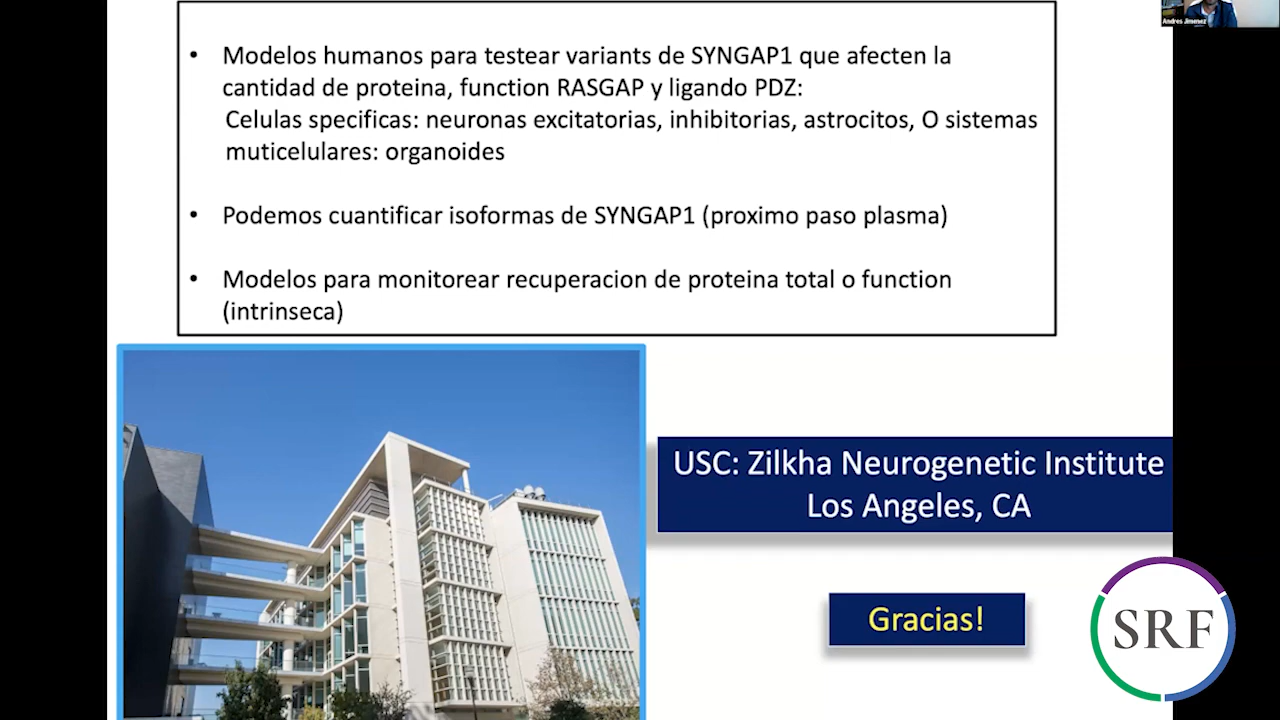 Andres Jimenez
• Modelos humanos para testear variants de SYNGAP1 que afecten la
cantidad de proteina, function RASGAP y ligando PDZ:
Celulas specificas: neuronas excitatorias, inhibitorias, astrocitos, O sistemas
muticelulares: organoides
• Podemos cuantificar isoformas de SYNGAP1 (proximo paso plasma)
• Modelos para monitorear recuperacion de proteina total o function
(intrinseca)
USC: Zilkha Neurogenetic Institute
Los Angeles, CA
Gracias!
SRF